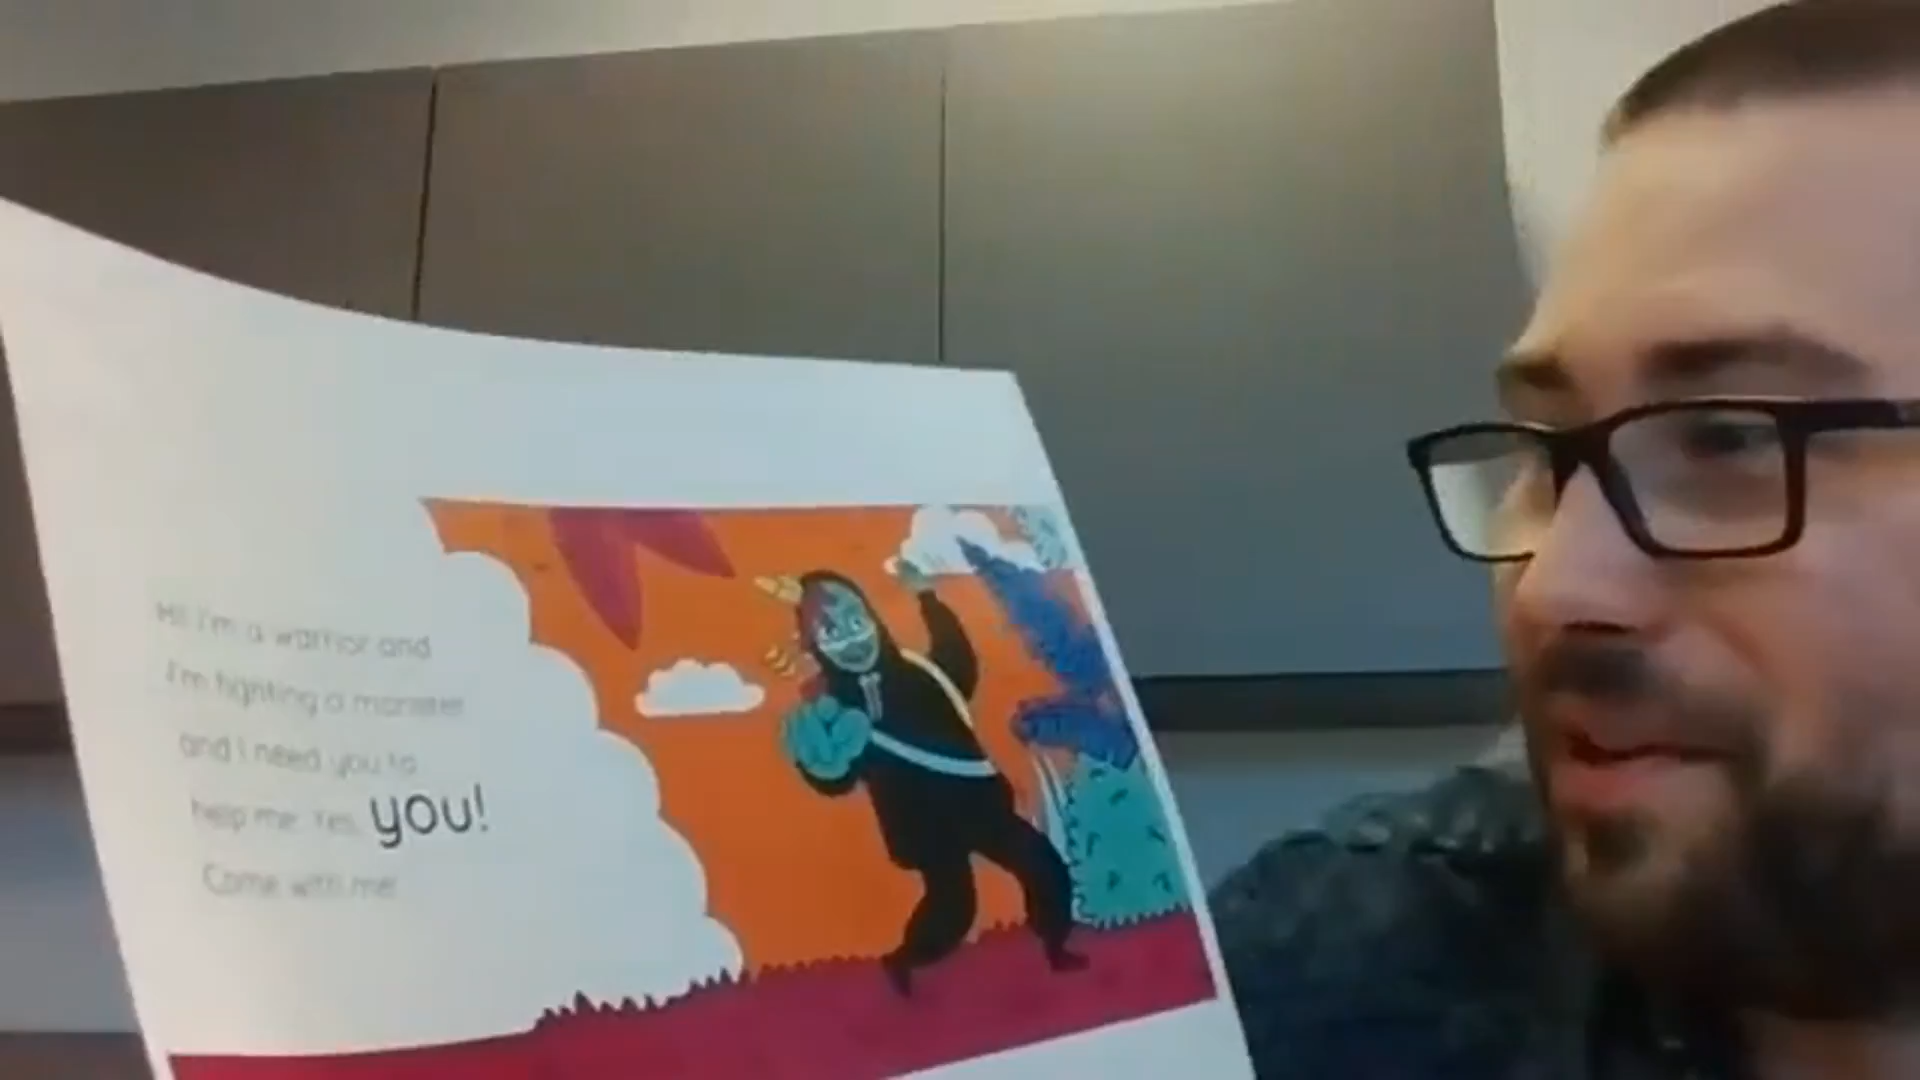 Hi! I'm a warrior and
I'm fighting a monster
and I need you to
help me. Yes, you!
Come with me!